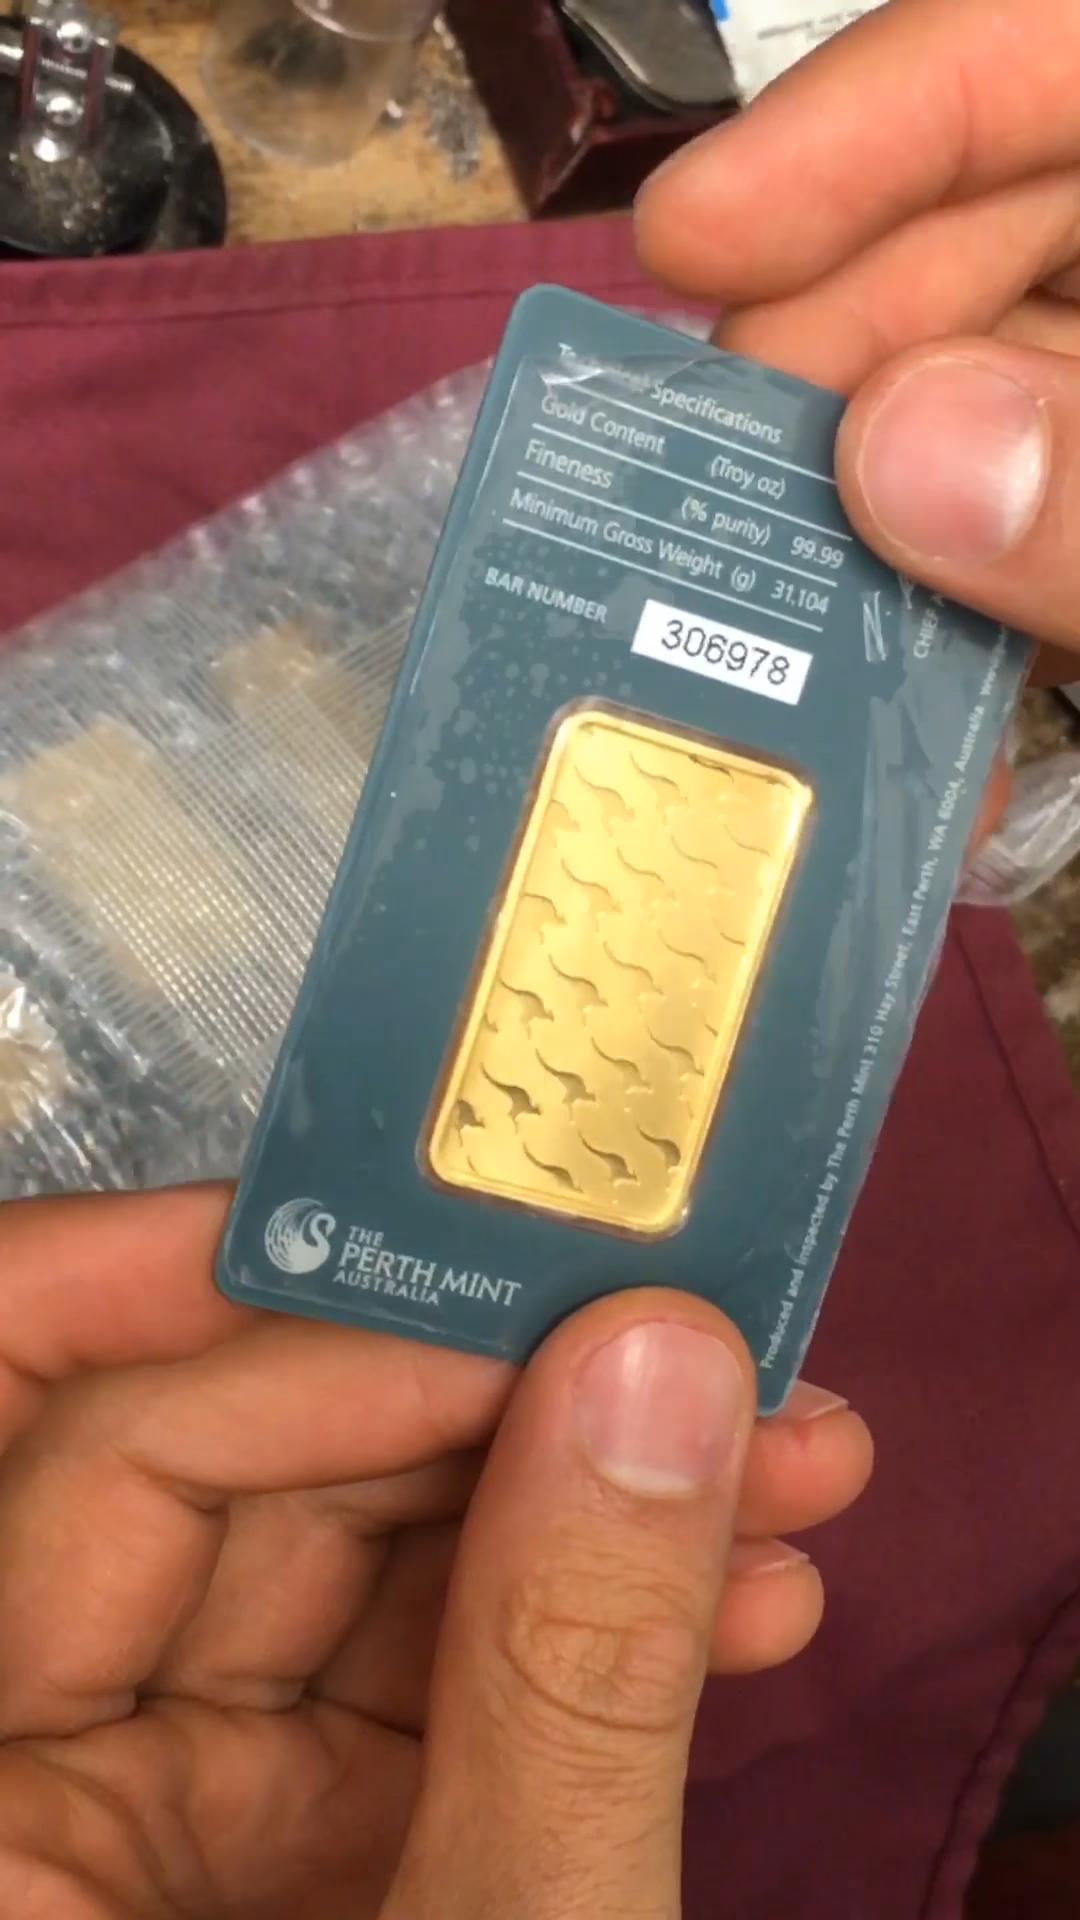 Specifications
Gold Content (Troy oz)
Fineness (% purity) 99.99
Minimum Gross Weight (g) 31.104
BAR NUMBER 306978
N.
CHIEF
THE
PERTH MINT
AUSTRALIA
Produced and Inspected by The Perth Mint 310 Hay Street, East Perth, WA 6004, Australia